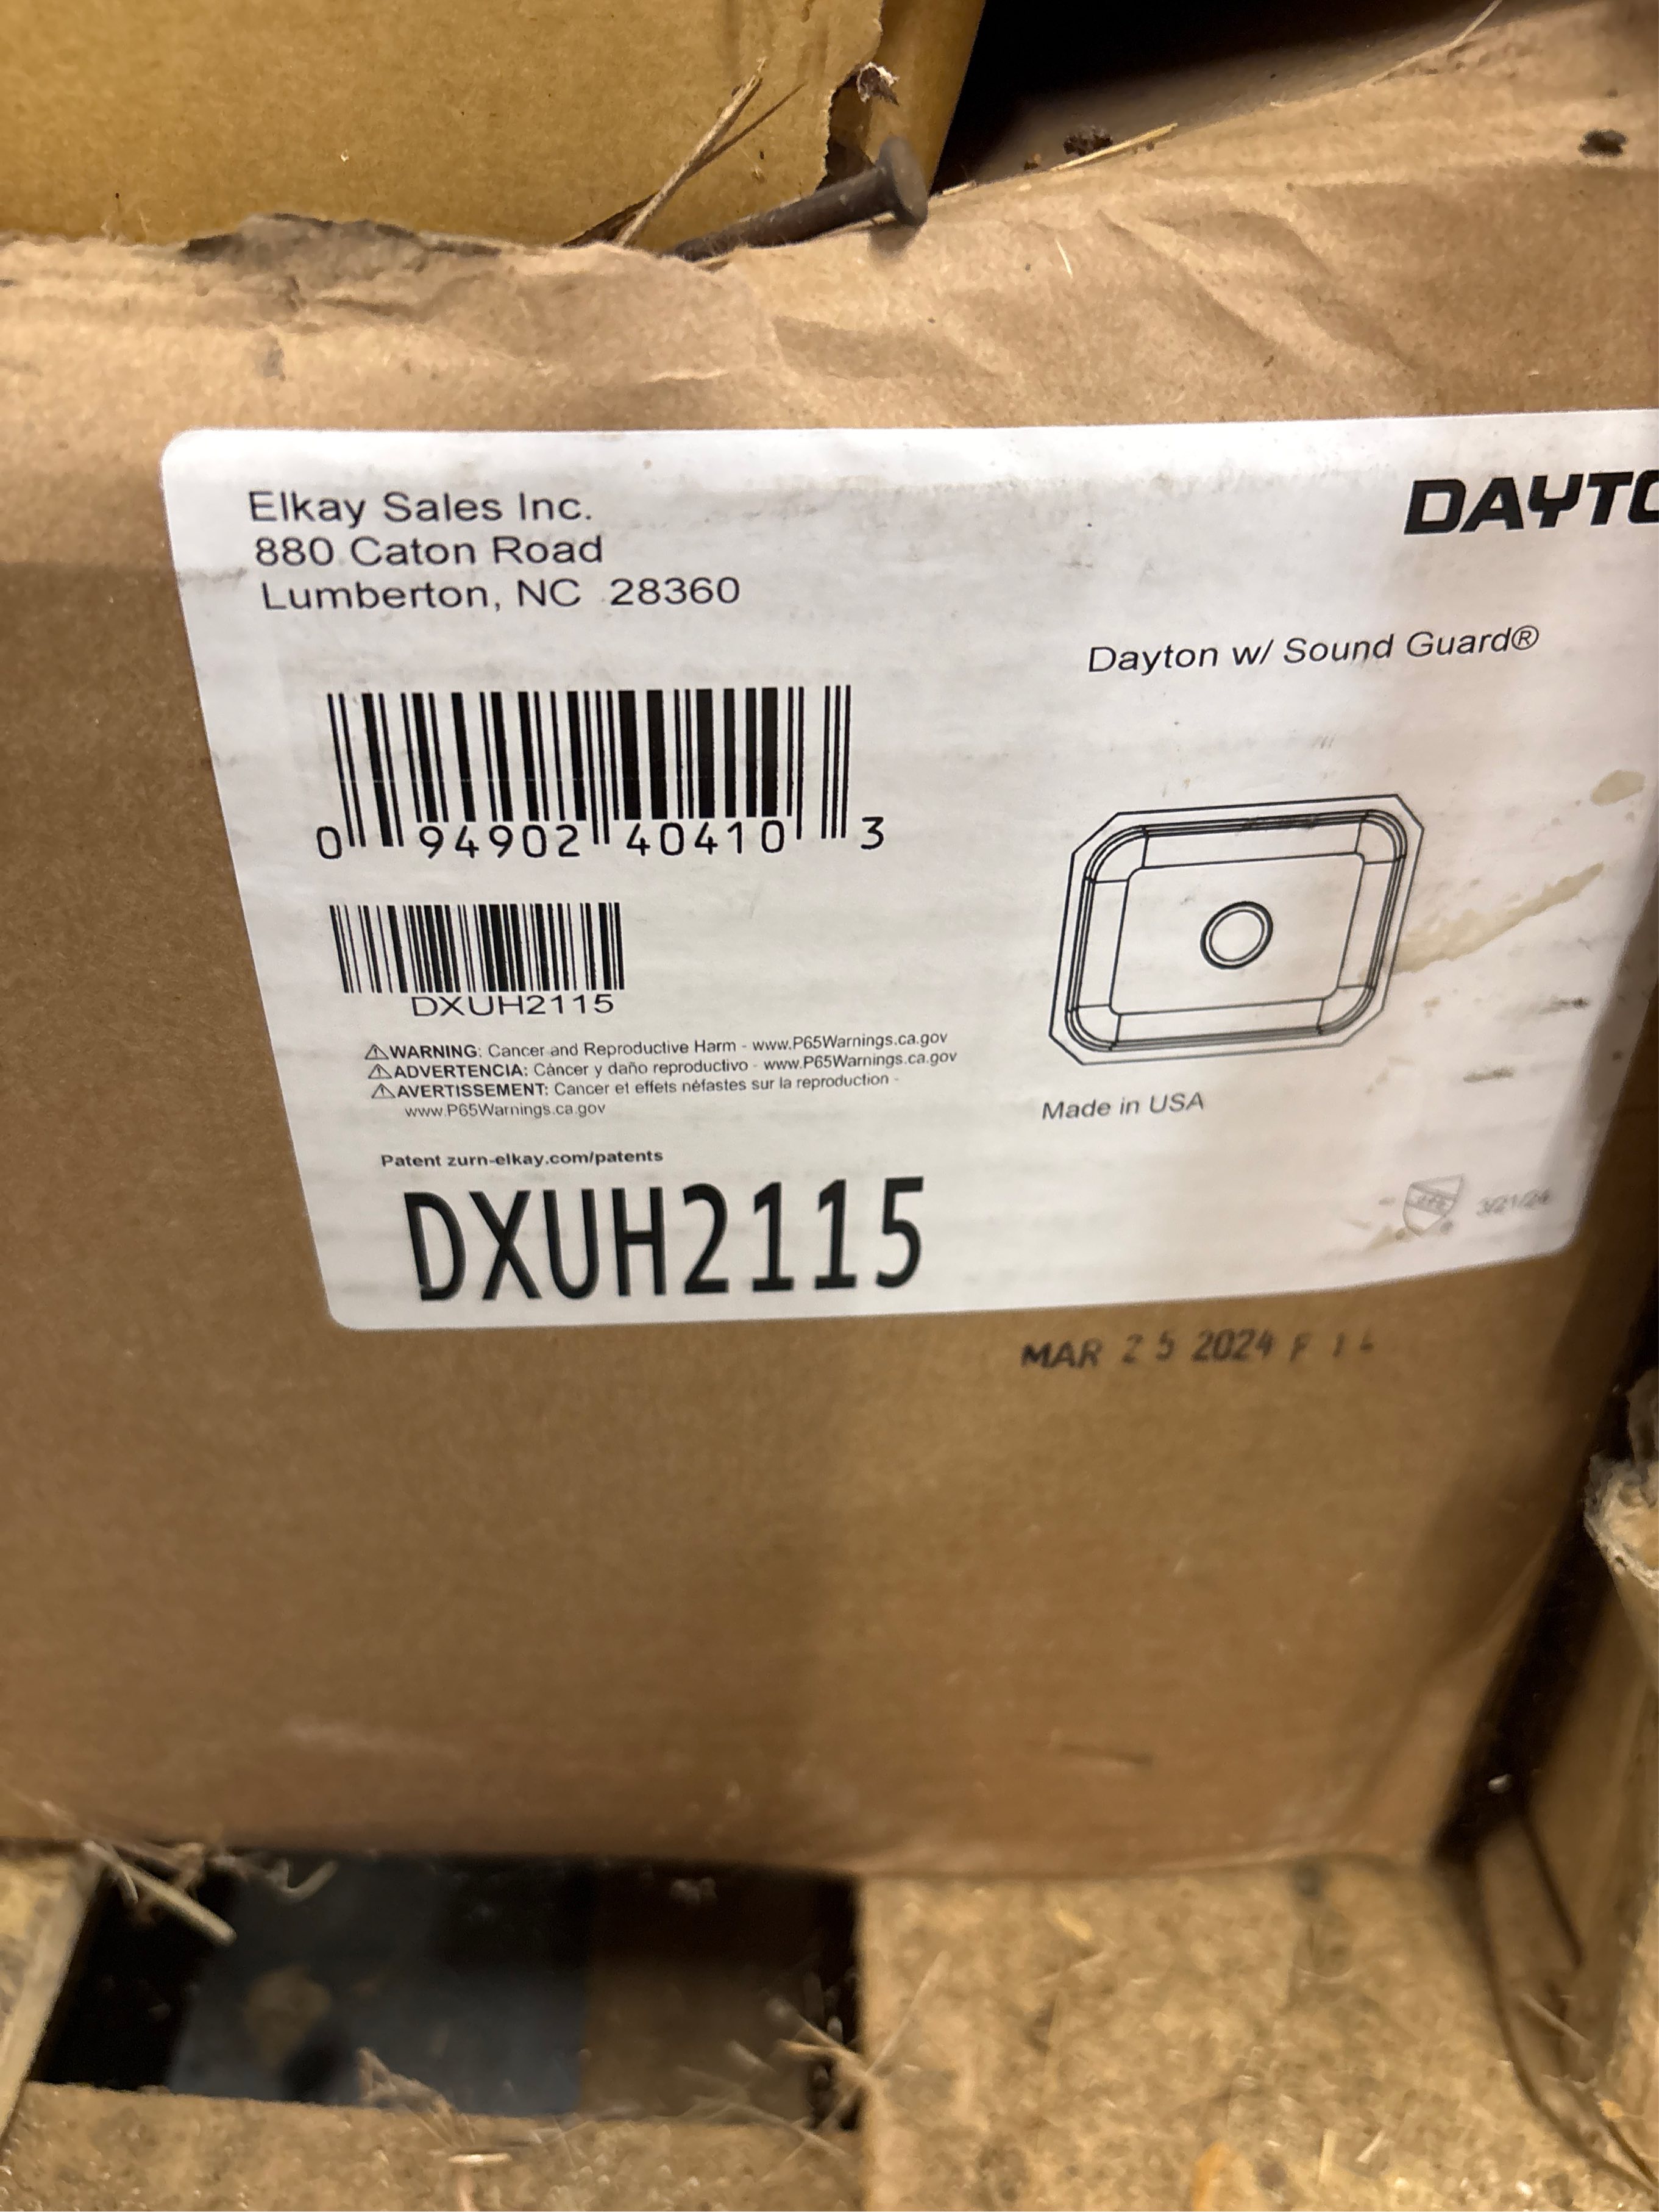 Elkay Sales Inc.
880 Caton Road
Lumberton, NC 28360
DAYTO
Dayton w/ Sound Guard®
0 94902 40410 3
DXUH2115
⚠WARNING: Cancer and Reproductive Harm - www.P65Warnings.ca.gov
⚠ADVERTENCIA: Cáncer y daño reproductivo - www.P65Warnings.ca.gov
⚠AVERTISSEMENT: Cancer et effets néfastes sur la reproduction -
www.P65Warnings.ca.gov
Made in USA
Patent zurn-elkay.com/patents
DXUH2115
3/21/24
MAR 25 2024 F